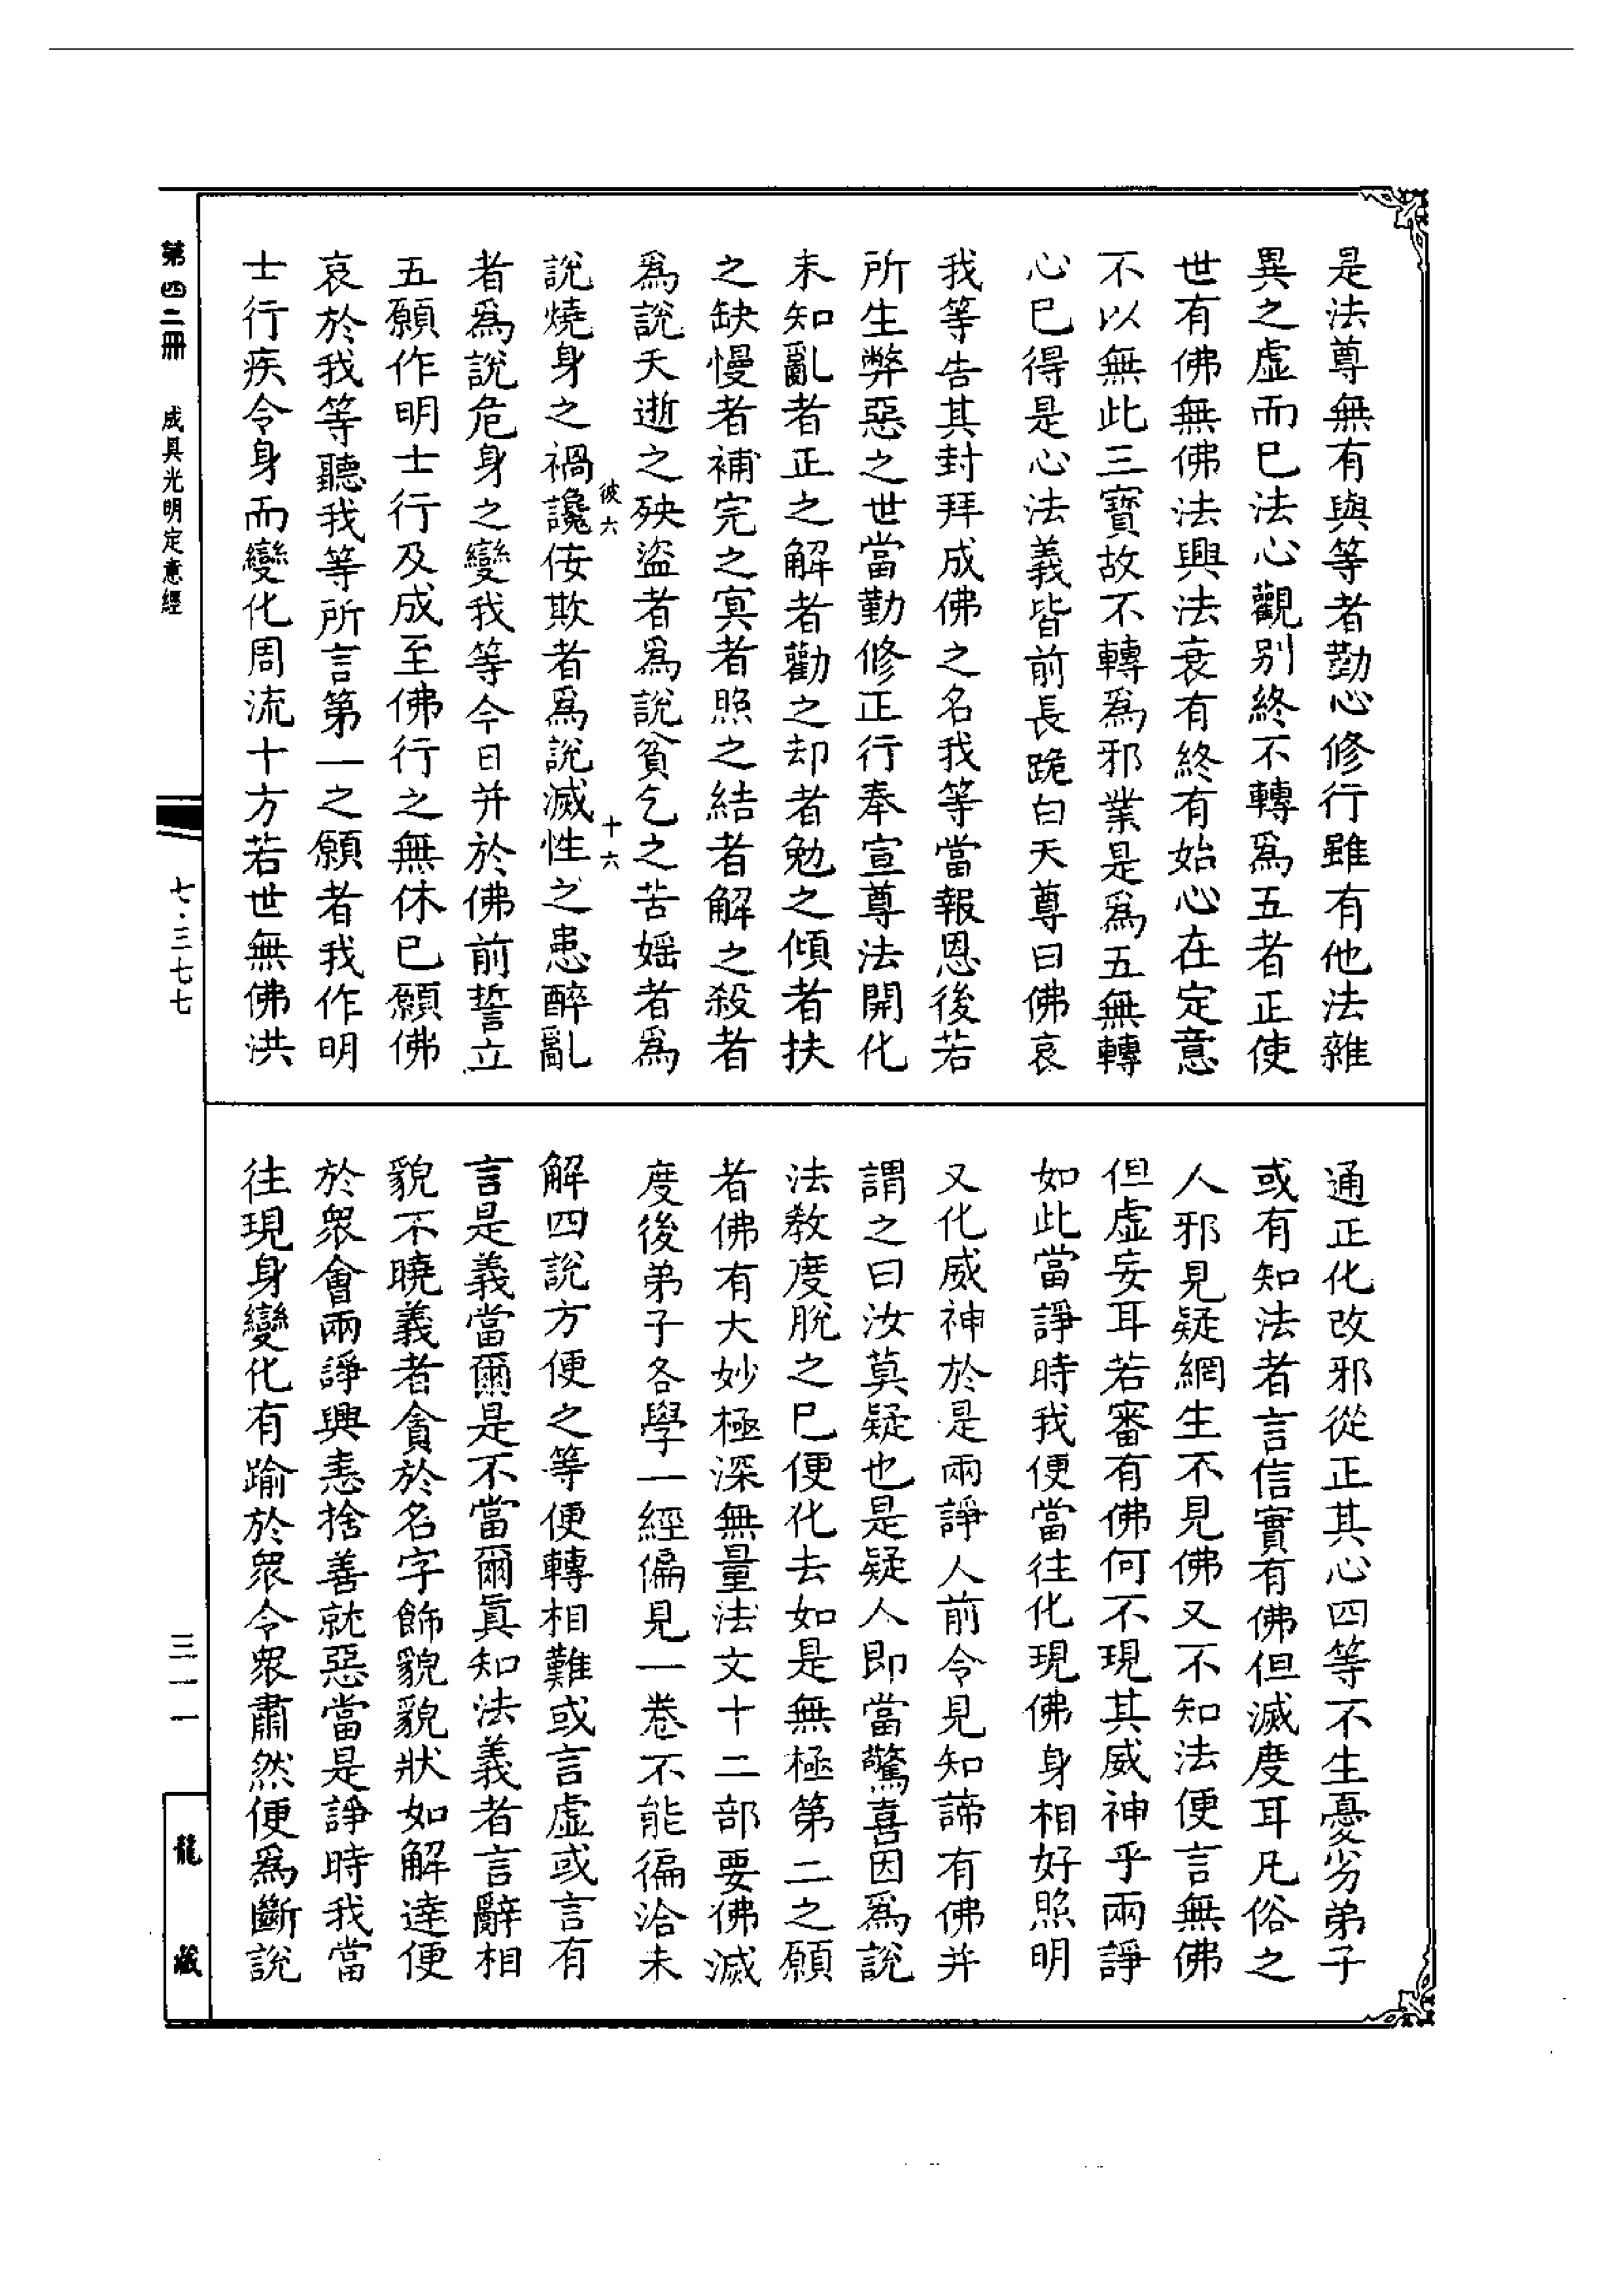 是法尊無有與等者勤心修行雖有他法雜
異之虛而巳法心觀別終不轉爲五者正使
世有佛無佛法興法衰有終有始心在定意
不以無此三寶故不轉爲邪業是爲五無轉
心巳得是心法義皆前長跪白天尊曰佛哀
我等告其封拜成佛之名我等當報恩後若
所生弊惡之世當勤修正行奉宣尊法開化
未知亂者正之解者勸之却者勉之傾者扶
之缺慢者補完之冥者照之結者解之殺者
爲說夭逝之殃盜者爲說貧乞之苦婬者爲
彼六
十六
說燒身之禍讒佞欺者爲說滅性之患醉亂
者爲說危身之變我等今日并於佛前誓立
五願作明士行及成至佛行之無休巳願佛
哀於我等聽我等所言第一之願者我作明
士行疾令身而變化周流十方若世無佛洪
通正化改邪從正其心四等不生憂劣弟子
或有知法者言信實有佛但滅度耳凡俗之
人邪見疑網生不見佛又不知法便言無佛
但虛妄耳若審有佛何不現其威神乎兩諍
如此當諍時我便當往化現佛身相好照明
又化威神於是兩諍人前令見知諦有佛并
謂之曰汝莫疑也是疑人即當驚喜因爲說
法教度脫之巳便化去如是無極第二之願
者佛有大妙極深無量法文十二部要佛滅
度後弟子各學一經偏見一卷不能徧洽未
解四說方便之等便轉相難或言虛或言有
言是義當爾是不當爾眞知法義者言辭相
貌不曉義者貪於名字飾貌貌狀如解達便
於衆會兩諍興恚捨善就惡當是諍時我當
往現身變化有踰於衆令衆肅然便爲斷說
第四二冊　成具光明定意經
七·三七七
三一一
龍藏